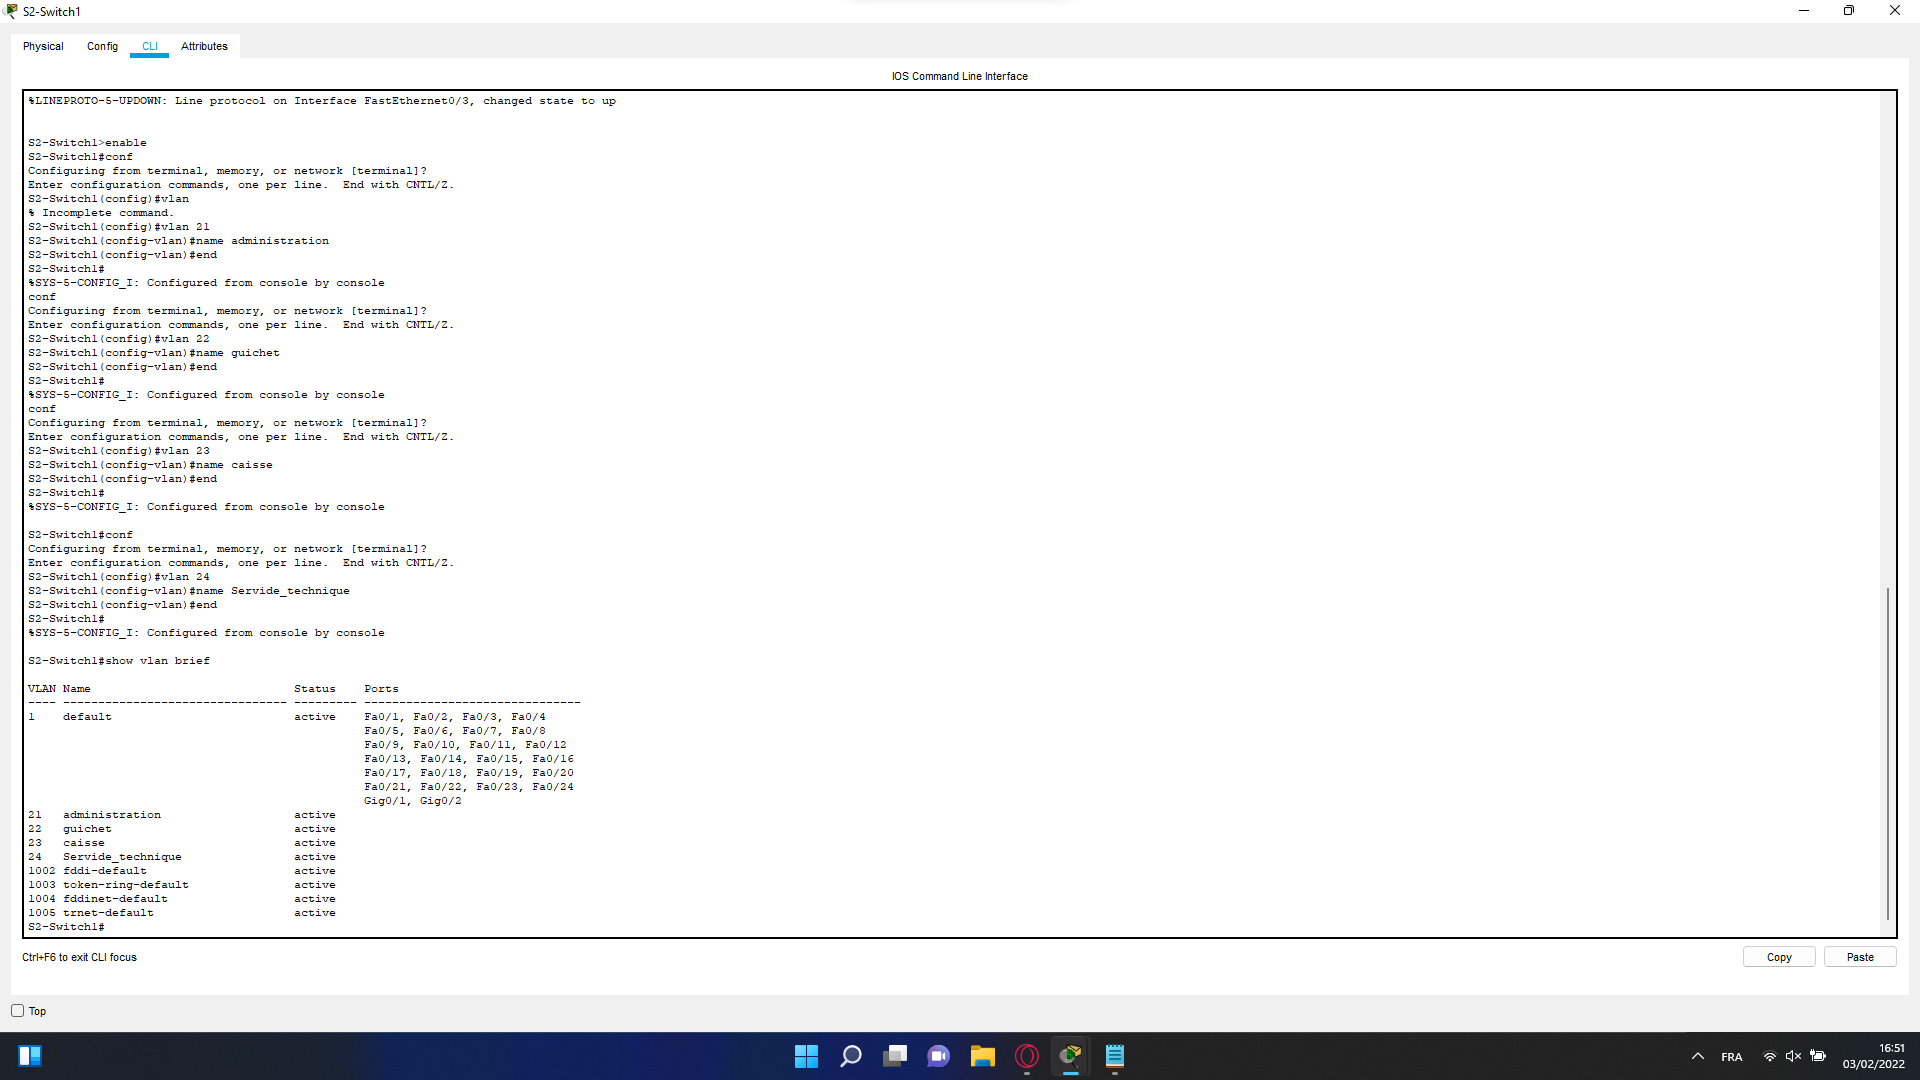 S2-Switch1
Physical Config CLI Attributes
IOS Command Line Interface
%LINEPROTO-5-UPDOWN: Line protocol on Interface FastEthernet0/3, changed state to up
S2-Switch1>enable
S2-Switch1#conf
Configuring from terminal, memory, or network [terminal]?
Enter configuration commands, one per line.  End with CNTL/Z.
S2-Switch1(config)#vlan
% Incomplete command.
S2-Switch1(config)#vlan 21
S2-Switch1(config-vlan)#name administration
S2-Switch1(config-vlan)#end
S2-Switch1#
%SYS-5-CONFIG_I: Configured from console by console
conf
Configuring from terminal, memory, or network [terminal]?
Enter configuration commands, one per line.  End with CNTL/Z.
S2-Switch1(config)#vlan 22
S2-Switch1(config-vlan)#name guichet
S2-Switch1(config-vlan)#end
S2-Switch1#
%SYS-5-CONFIG_I: Configured from console by console
conf
Configuring from terminal, memory, or network [terminal]?
Enter configuration commands, one per line.  End with CNTL/Z.
S2-Switch1(config)#vlan 23
S2-Switch1(config-vlan)#name caisse
S2-Switch1(config-vlan)#end
S2-Switch1#
%SYS-5-CONFIG_I: Configured from console by console
S2-Switch1#conf
Configuring from terminal, memory, or network [terminal]?
Enter configuration commands, one per line.  End with CNTL/Z.
S2-Switch1(config)#vlan 24
S2-Switch1(config-vlan)#name Servide_technique
S2-Switch1(config-vlan)#end
S2-Switch1#
%SYS-5-CONFIG_I: Configured from console by console
S2-Switch1#show vlan brief
VLAN Name                             Status    Ports
---- -------------------------------- --------- -------------------------------
1    default                          active    Fa0/1, Fa0/2, Fa0/3, Fa0/4
Fa0/5, Fa0/6, Fa0/7, Fa0/8
Fa0/9, Fa0/10, Fa0/11, Fa0/12
Fa0/13, Fa0/14, Fa0/15, Fa0/16
Fa0/17, Fa0/18, Fa0/19, Fa0/20
Fa0/21, Fa0/22, Fa0/23, Fa0/24
Gig0/1, Gig0/2
21   administration                   active
22   guichet                          active
23   caisse                           active
24   Servide_technique                active
1002 fddi-default                     active
1003 token-ring-default               active
1004 fddinet-default                  active
1005 trnet-default                    active
S2-Switch1#
Ctrl+F6 to exit CLI focus
Copy Paste
Top
FRA
16:51
03/02/2022